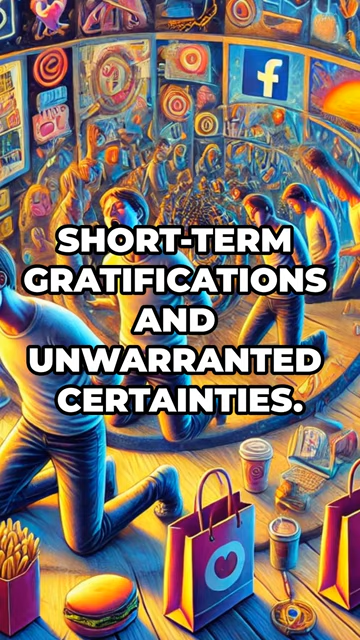 SHORT-TERM
GRATIFICATIONS
AND
UNWARRANTED
CERTAINTIES.